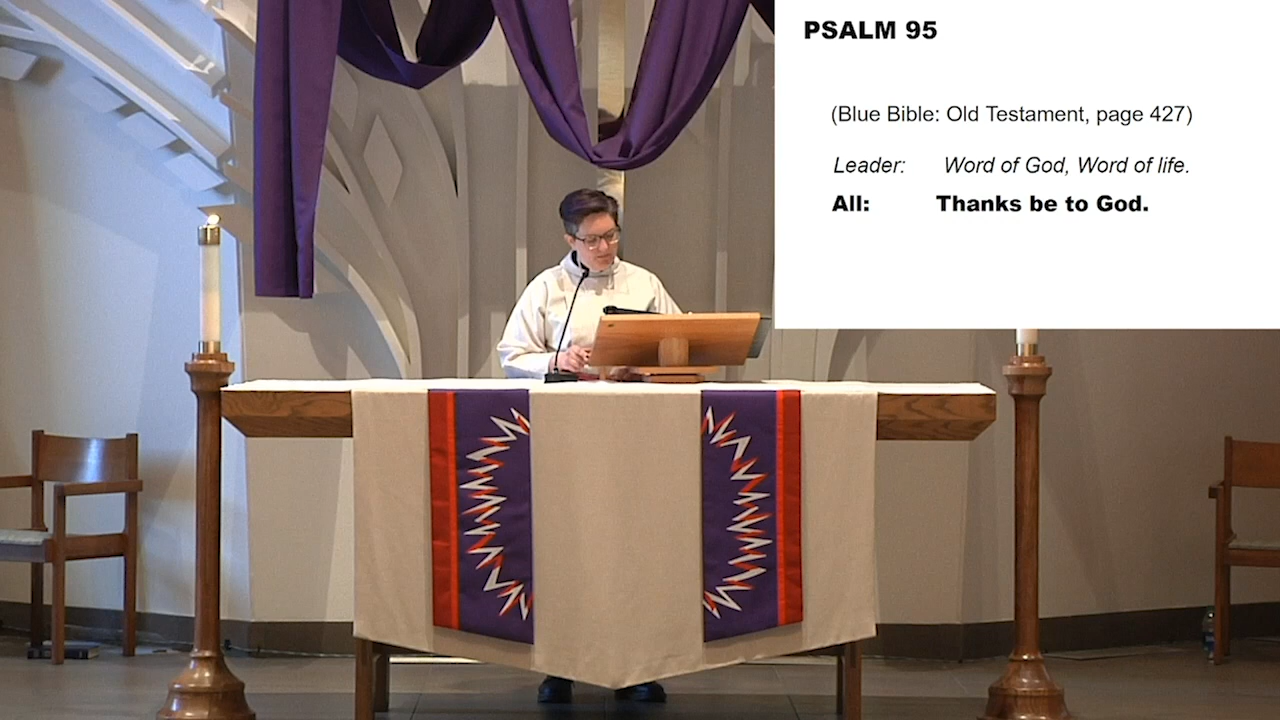 PSALM 95
(Blue Bible: Old Testament, page 427)
Leader: Word of God, Word of life.
All: Thanks be to God.